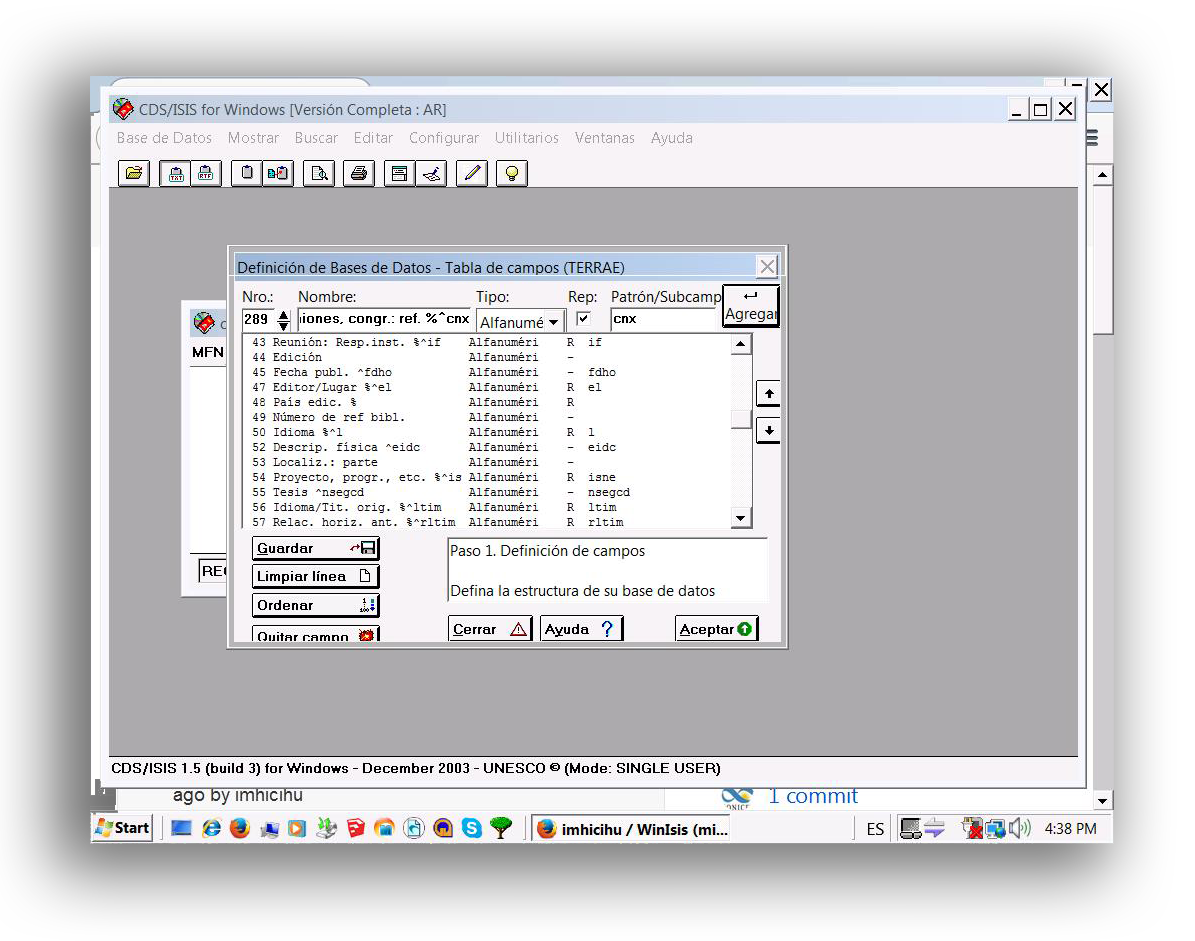 CDS/ISIS for Windows [Versión Completa : AR]
Base de Datos Mostrar Buscar Editar Configurar Utilitarios Ventanas Ayuda
TXT RTF
Definición de Bases de Datos - Tabla de campos (TERRAE)
Nro.: Nombre: Tipo: Rep: Patrón/Subcamp
289 iones, congr.: ref. %^cnx Alfanumé cnx
Agregar
MFN
43 Reunión: Resp.inst. %^if Alfanuméri R if
44 Edición Alfanuméri -
45 Fecha publ. ^fdho Alfanuméri - fdho
47 Editor/Lugar %^el Alfanuméri R el
48 País edic. % Alfanuméri R
49 Número de ref bibl. Alfanuméri -
50 Idioma %^l Alfanuméri R l
52 Descrip. física ^eidc Alfanuméri - eidc
53 Localiz.: parte Alfanuméri -
54 Proyecto, progr., etc. %^is Alfanuméri R isne
55 Tesis ^nsegcd Alfanuméri - nsegcd
56 Idioma/Tit. orig. %^ltim Alfanuméri R ltim
57 Relac. horiz. ant. %^rltim Alfanuméri R rltim
Guardar
Limpiar línea
Ordenar
Quitar campo
Paso 1. Definición de campos
Defina la estructura de su base de datos
REC
Cerrar Ayuda ? Aceptar
CDS/ISIS 1.5 (build 3) for Windows - December 2003 - UNESCO © (Mode: SINGLE USER)
ago by imhicihu
1 commit
Start
imhicihu / WinIsis (mi...
ES
4:38 PM